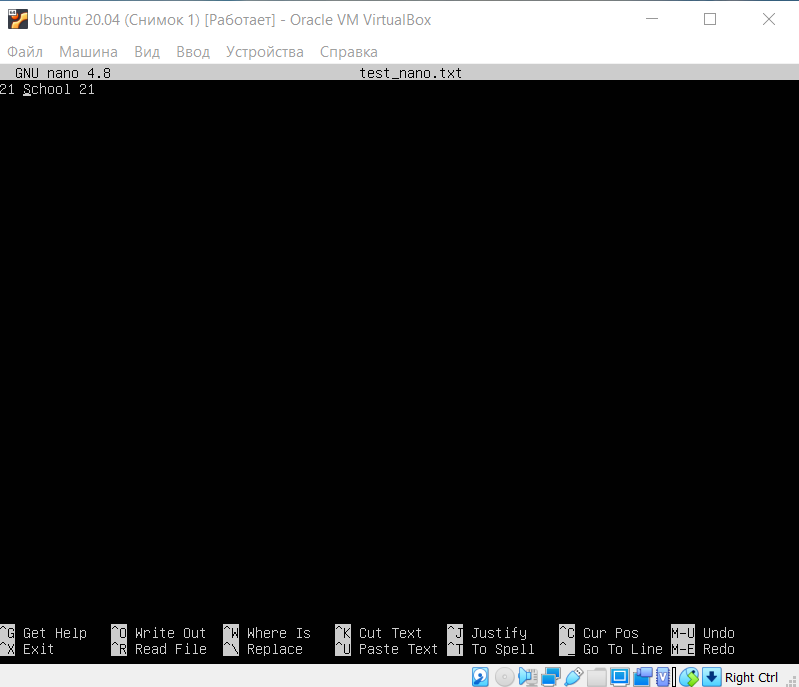 Ubuntu 20.04 (Снимок 1) [Работает] - Oracle VM VirtualBox
Файл Машина Вид Ввод Устройства Справка
GNU nano 4.8 test_nano.txt
21 School 21
^G Get Help ^O Write Out ^W Where Is ^K Cut Text ^J Justify ^C Cur Pos M-U Undo
^X Exit ^R Read File ^\ Replace ^U Paste Text ^T To Spell ^_ Go To Line M-E Redo
Right Ctrl